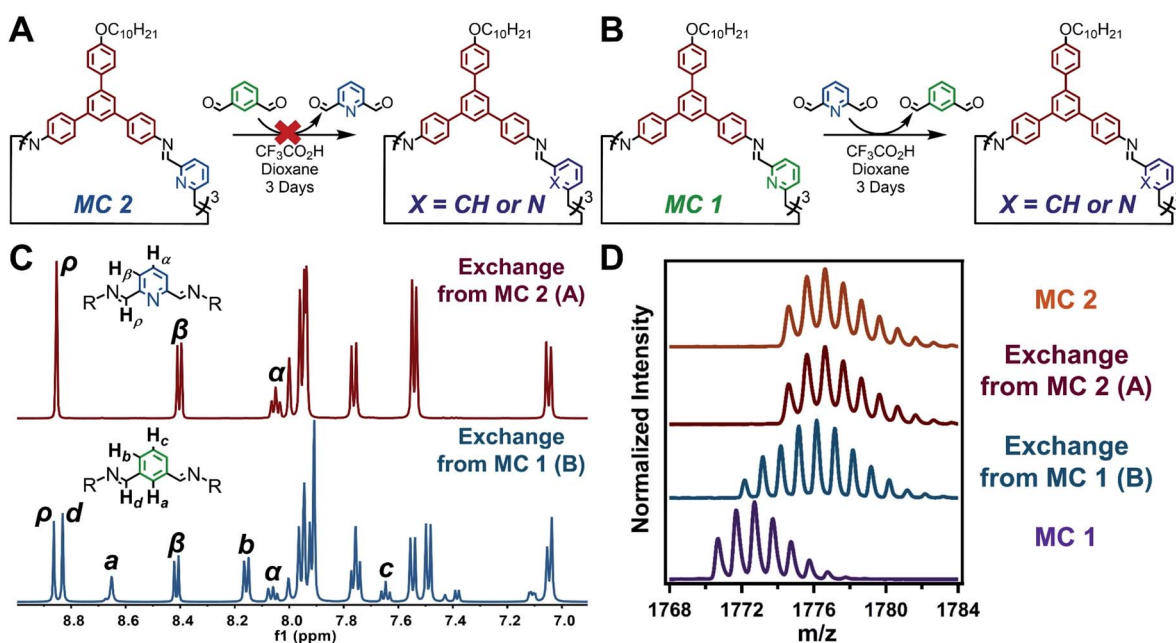 A
OC₁₀H₂₁
N
N
N
MC 2
3
O
O
O
N
O
CF₃CO₂H
Dioxane
3 Days
OC₁₀H₂₁
N
N
X
X = CH or N
3
B
OC₁₀H₂₁
N
N
N
MC 1
3
O
N
O
O
O
CF₃CO₂H
Dioxane
3 Days
OC₁₀H₂₁
N
N
X
X = CH or N
3
C
ρ
Hα
Hβ
R
N
N
N
R
Hρ
β
α
Exchange
from MC 2 (A)
Hc
Hb
R
N
N
R
Hd
Ha
ρ
d
a
β
b
α
c
Exchange
from MC 1 (B)
8.8
8.6
8.4
8.2
8.0
7.8
7.6
7.4
7.2
7.0
f1 (ppm)
D
Normalized Intensity
MC 2
Exchange
from MC 2 (A)
Exchange
from MC 1 (B)
MC 1
1768
1772
1776
1780
1784
m/z